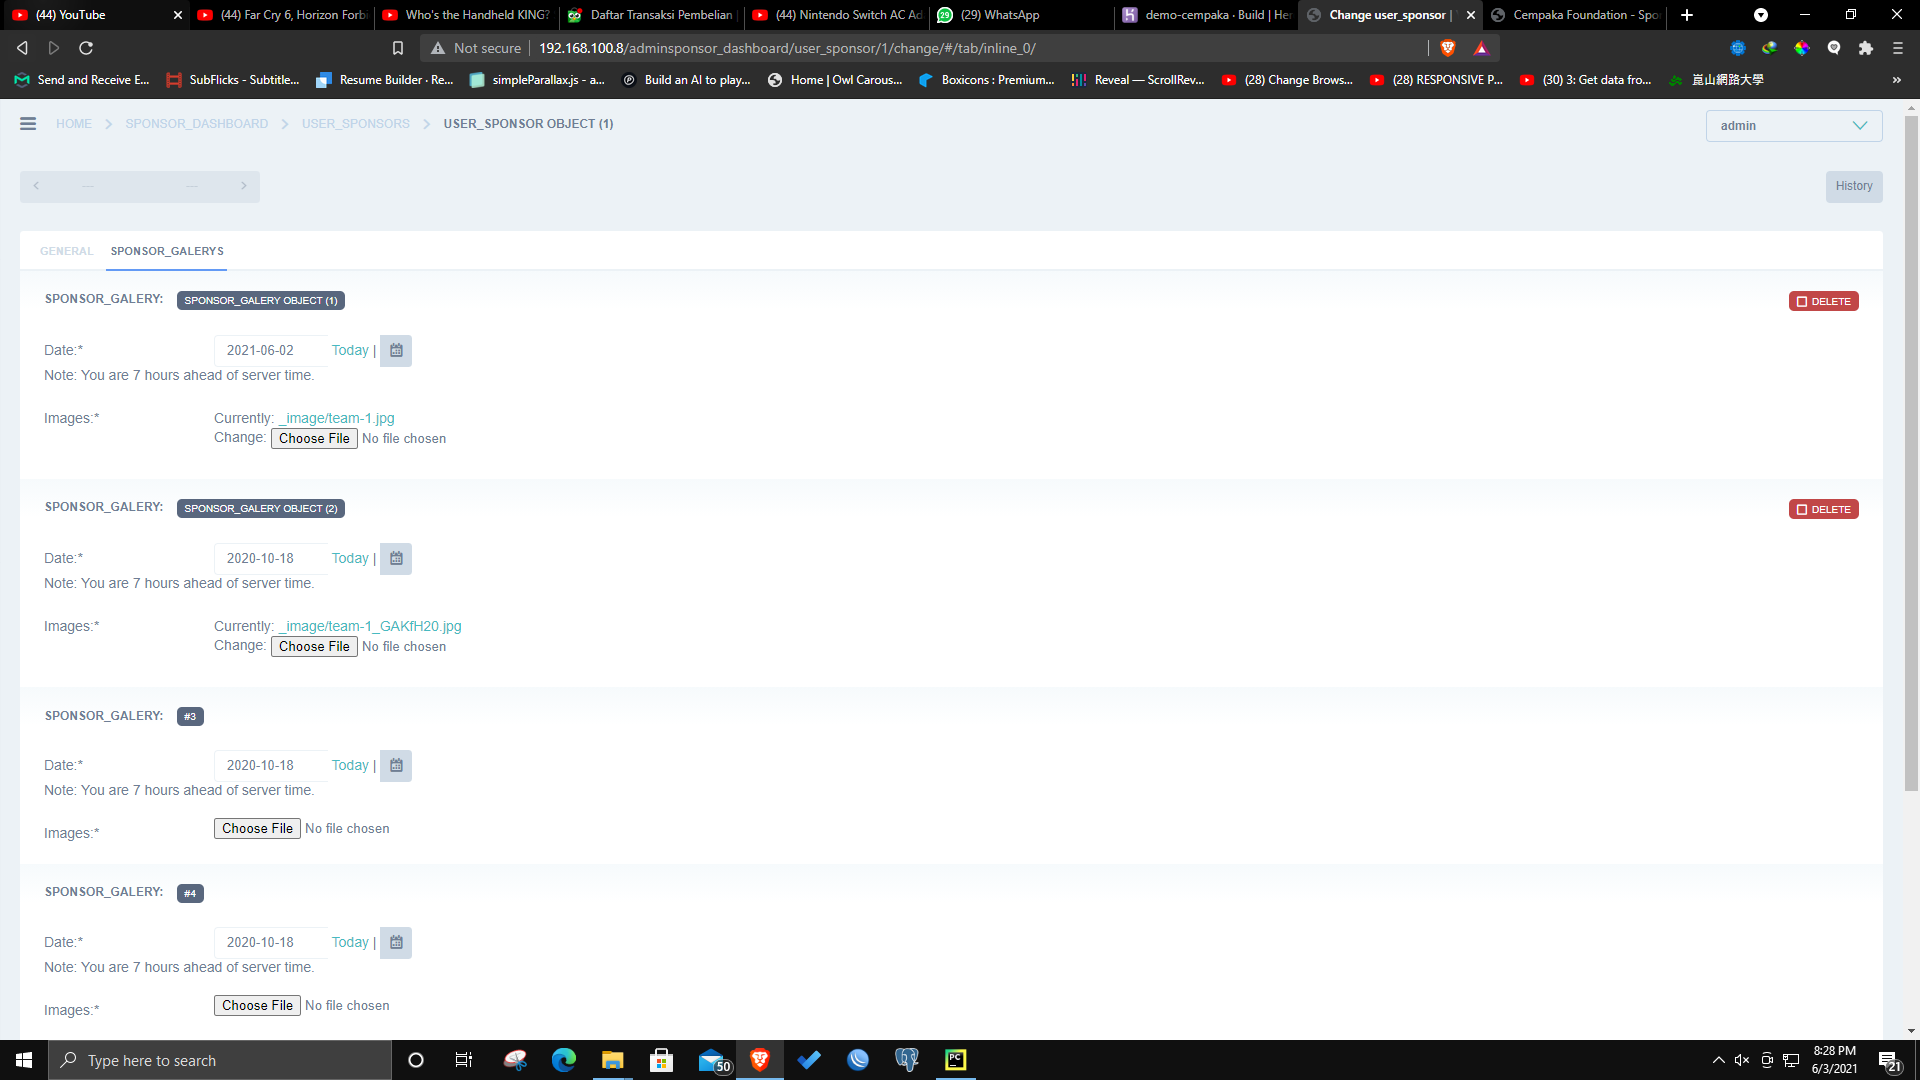 (44) YouTube
(44) Far Cry 6, Horizon Forbi
Who's the Handheld KING?
Daftar Transaksi Pembelian
(44) Nintendo Switch AC Ad
(29) WhatsApp
demo-cempaka · Build | Her
Change user_sponsor |
Cempaka Foundation - Spo
Not secure
192.168.100.8/adminsponsor_dashboard/user_sponsor/1/change/#/tab/inline_0/
Send and Receive E...
SubFlicks - Subtitle...
Resume Builder · Re...
simpleParallax.js - a...
Build an AI to play...
Home | Owl Carous...
Boxicons : Premium...
Reveal — ScrollRev...
(28) Change Brows...
(28) RESPONSIVE P...
(30) 3: Get data fro...
崑山網路大學
»
HOME
SPONSOR_DASHBOARD
USER_SPONSORS
USER_SPONSOR OBJECT (1)
admin
History
GENERAL
SPONSOR_GALERYS
SPONSOR_GALERY: SPONSOR_GALERY OBJECT (1)
DELETE
Date:* 2021-06-02 Today |
Note: You are 7 hours ahead of server time.
Images:* Currently: _image/team-1.jpg
Change: Choose File No file chosen
SPONSOR_GALERY: SPONSOR_GALERY OBJECT (2)
DELETE
Date:* 2020-10-18 Today |
Note: You are 7 hours ahead of server time.
Images:* Currently: _image/team-1_GAKfH20.jpg
Change: Choose File No file chosen
SPONSOR_GALERY: #3
Date:* 2020-10-18 Today |
Note: You are 7 hours ahead of server time.
Images:* Choose File No file chosen
SPONSOR_GALERY: #4
Date:* 2020-10-18 Today |
Note: You are 7 hours ahead of server time.
Images:* Choose File No file chosen
Type here to search
50
PC
8:28 PM
6/3/2021
21